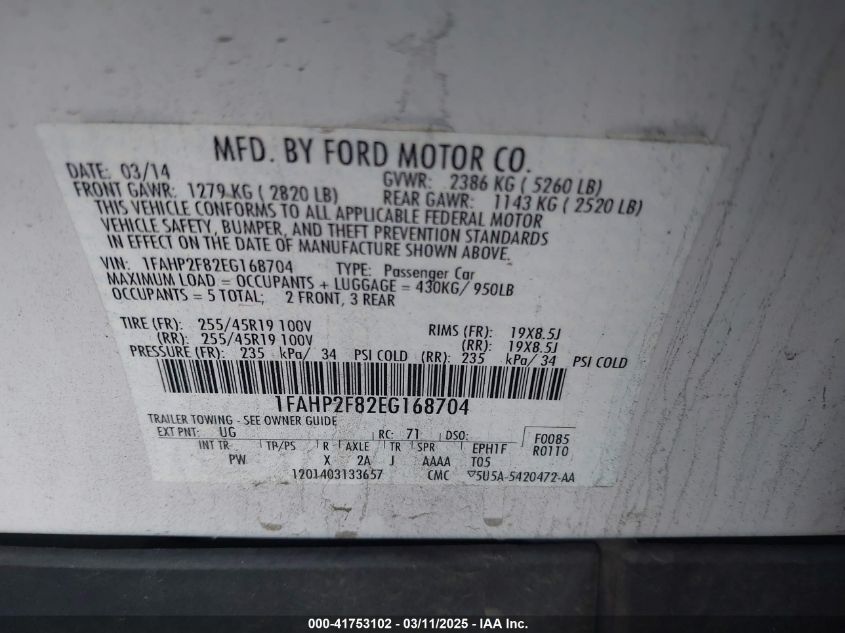 MFD. BY FORD MOTOR CO.
DATE: 03/14 GVWR: 2386 KG ( 5260 LB)
FRONT GAWR: 1279 KG ( 2820 LB) REAR GAWR: 1143 KG ( 2520 LB)
THIS VEHICLE CONFORMS TO ALL APPLICABLE FEDERAL MOTOR
VEHICLE SAFETY, BUMPER, AND THEFT PREVENTION STANDARDS
IN EFFECT ON THE DATE OF MANUFACTURE SHOWN ABOVE.
VIN: 1FAHP2F82EG168704 TYPE: Passenger Car
MAXIMUM LOAD = OCCUPANTS + LUGGAGE = 430KG/ 950LB
OCCUPANTS = 5 TOTAL; 2 FRONT, 3 REAR
TIRE (FR): 255/45R19 100V RIMS (FR): 19X8.5J
(RR): 255/45R19 100V (RR): 19X8.5J
PRESSURE (FR): 235 kPa/ 34 PSI COLD (RR): 235 kPa/ 34 PSI COLD
1FAHP2F82EG168704
TRAILER TOWING - SEE OWNER GUIDE
EXT PNT: UG RC: 71 DSO: F0085
INT TR TP/PS R AXLE TR SPR EPH1F R0110
PW X 2A J AAAA T05
1201403133657 CMC ▽5U5A-5420472-AA
000-41753102 - 03/11/2025 - IAA Inc.